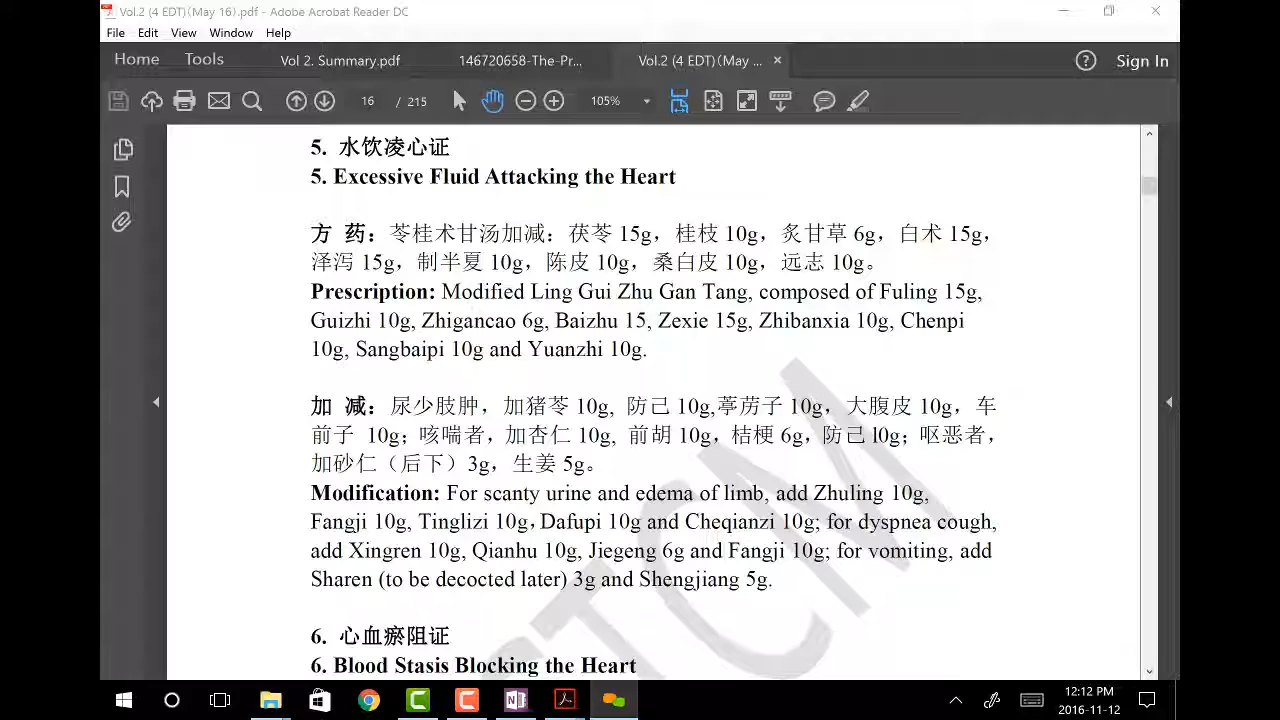 Vol.2 (4 EDT)(May 16).pdf - Adobe Acrobat Reader DC
File Edit View Window Help
Home Tools Vol 2. Summary.pdf 146720658-The-Pr... Vol.2 (4 EDT)(May ... × Sign In
16 / 215 105%
5. 水饮凌心证
5. Excessive Fluid Attacking the Heart
方 药：苓桂术甘汤加减：茯苓 15g，桂枝 10g，炙甘草 6g，白术 15g，
泽泻 15g，制半夏 10g，陈皮 10g，桑白皮 10g，远志 10g。
Prescription: Modified Ling Gui Zhu Gan Tang, composed of Fuling 15g,
Guizhi 10g, Zhigancao 6g, Baizhu 15, Zexie 15g, Zhibanxia 10g, Chenpi
10g, Sangbaipi 10g and Yuanzhi 10g.
加 减：尿少肢肿，加猪苓 10g, 防己 10g,葶苈子 10g，大腹皮 10g，车
前子 10g；咳喘者，加杏仁 10g, 前胡 10g，桔梗 6g，防己 l0g；呕恶者，
加砂仁（后下）3g，生姜 5g。
Modification: For scanty urine and edema of limb, add Zhuling 10g,
Fangji 10g, Tinglizi 10g, Dafupi 10g and Cheqianzi 10g; for dyspnea cough,
add Xingren 10g, Qianhu 10g, Jiegeng 6g and Fangji 10g; for vomiting, add
Sharen (to be decocted later) 3g and Shengjiang 5g.
6. 心血瘀阻证
6. Blood Stasis Blocking the Heart
TCM
12:12 PM
2016-11-12